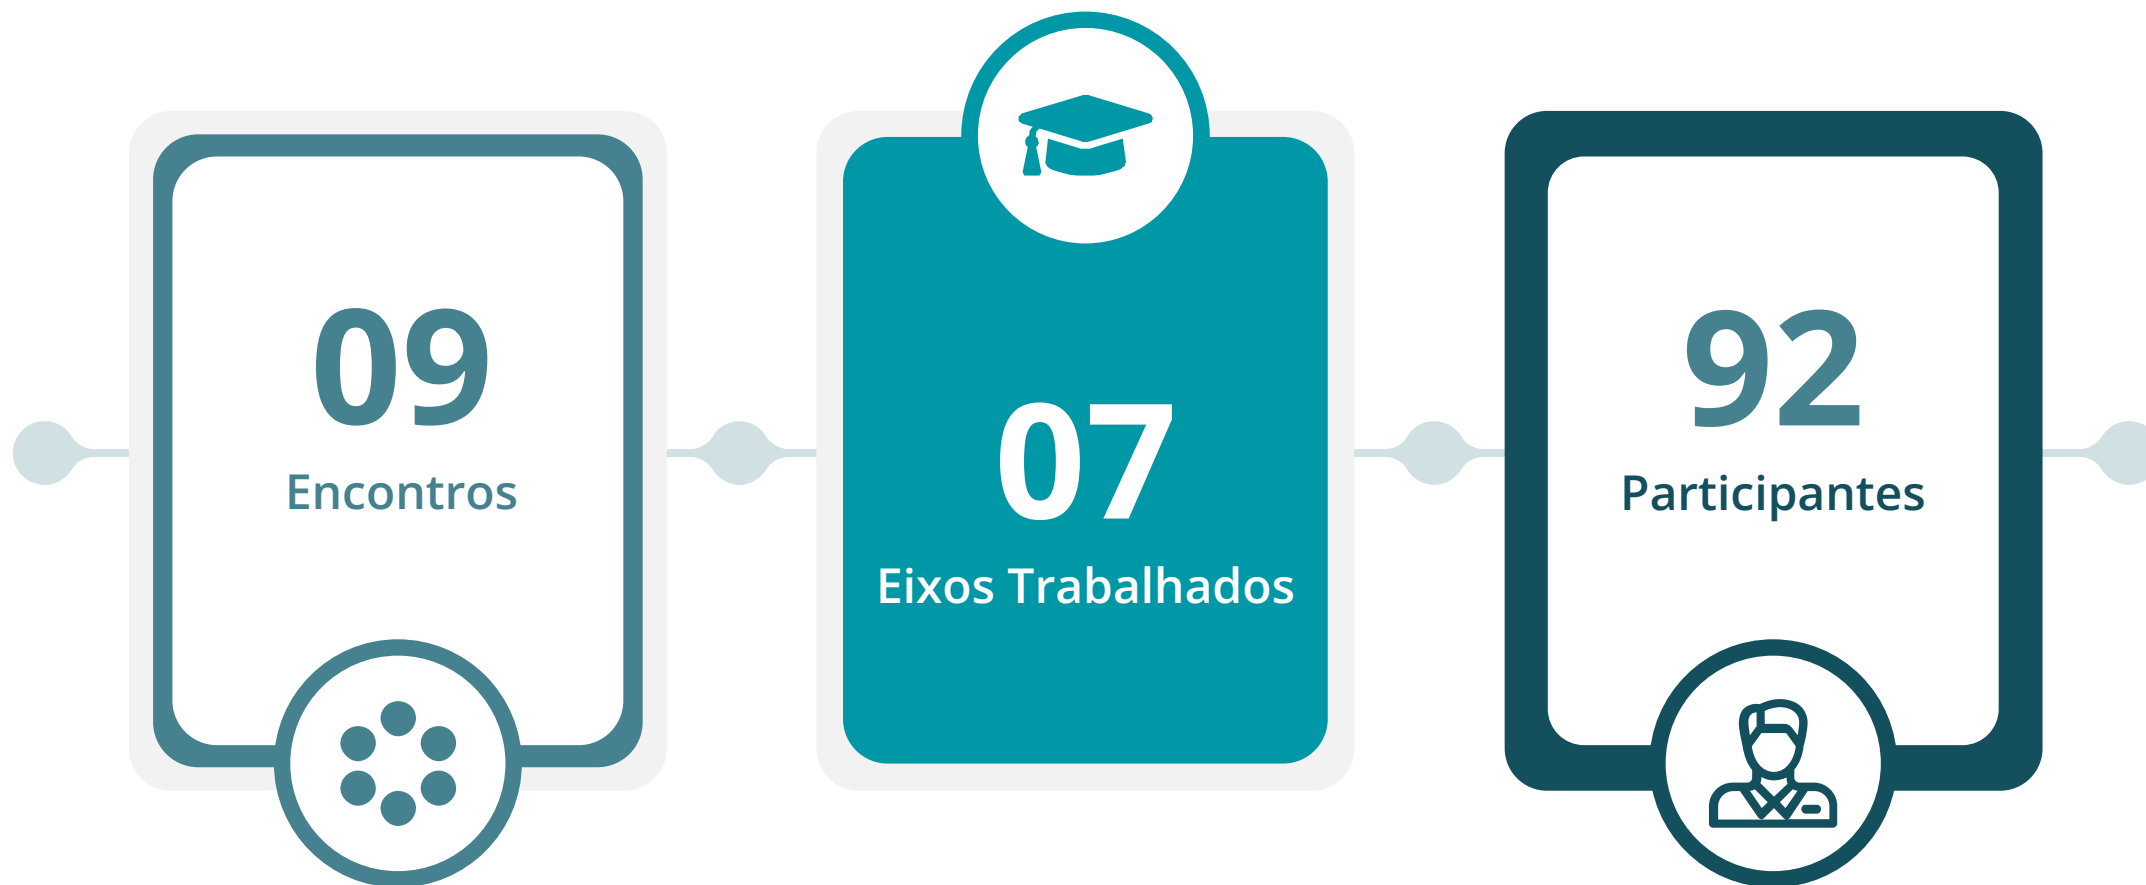 09
Encontros
07
Eixos Trabalhados
92
Participantes